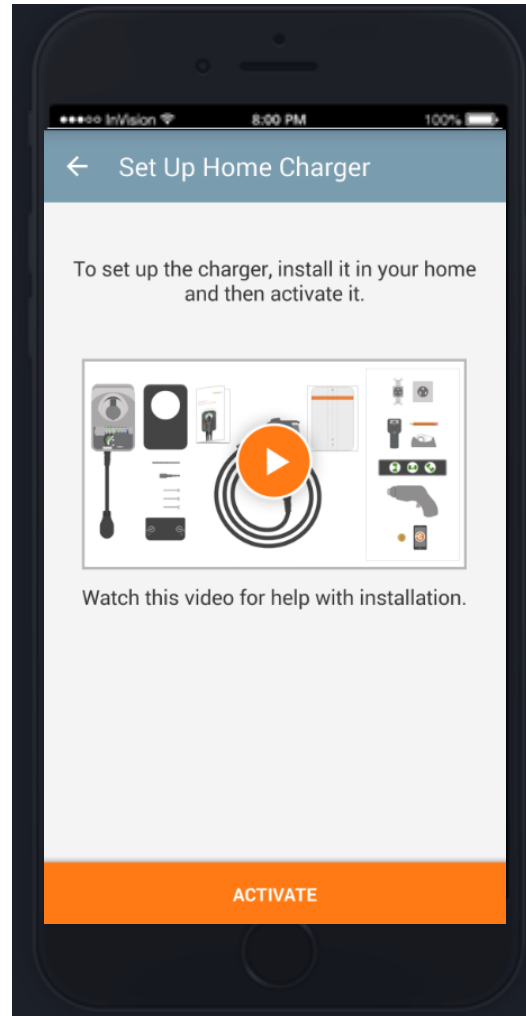 InVision 8:00 PM 100%
Set Up Home Charger
To set up the charger, install it in your home
and then activate it.
Watch this video for help with installation.
ACTIVATE